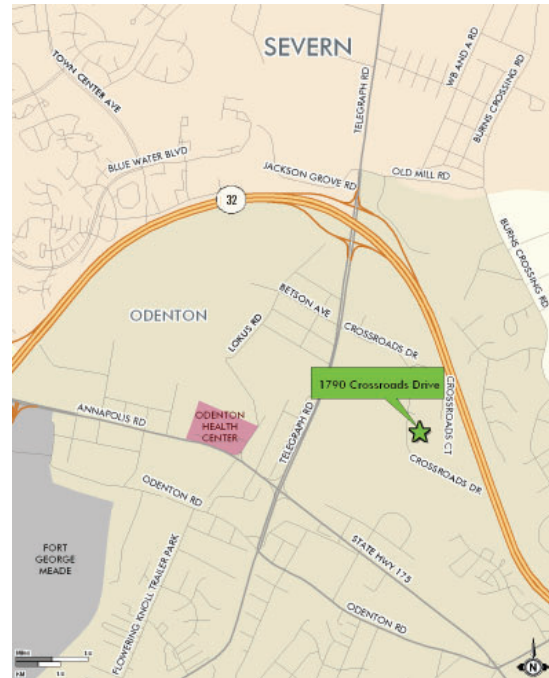 SEVERN
TOWN CENTER AVE
TELEGRAPH RD
WB AND A RD
BURNS CROSSING RD
BLUE WATER BLVD
JACKSON GROVE RD
OLD MILL RD
32
BURNS CROSSING RD
BETSON AVE
ODENTON
LOKUS RD
CROSSROADS DR
1790 Crossroads Drive
CROSSROADS CT
ANNAPOLIS RD
ODENTON
HEALTH
CENTER
TELEGRAPH RD
CROSSROADS DR
ODENTON RD
STATE HWY 175
FORT
GEORGE
MEADE
FLOWERING KNOLL TRAILER PARK
ODENTON RD
Miles
KM
N